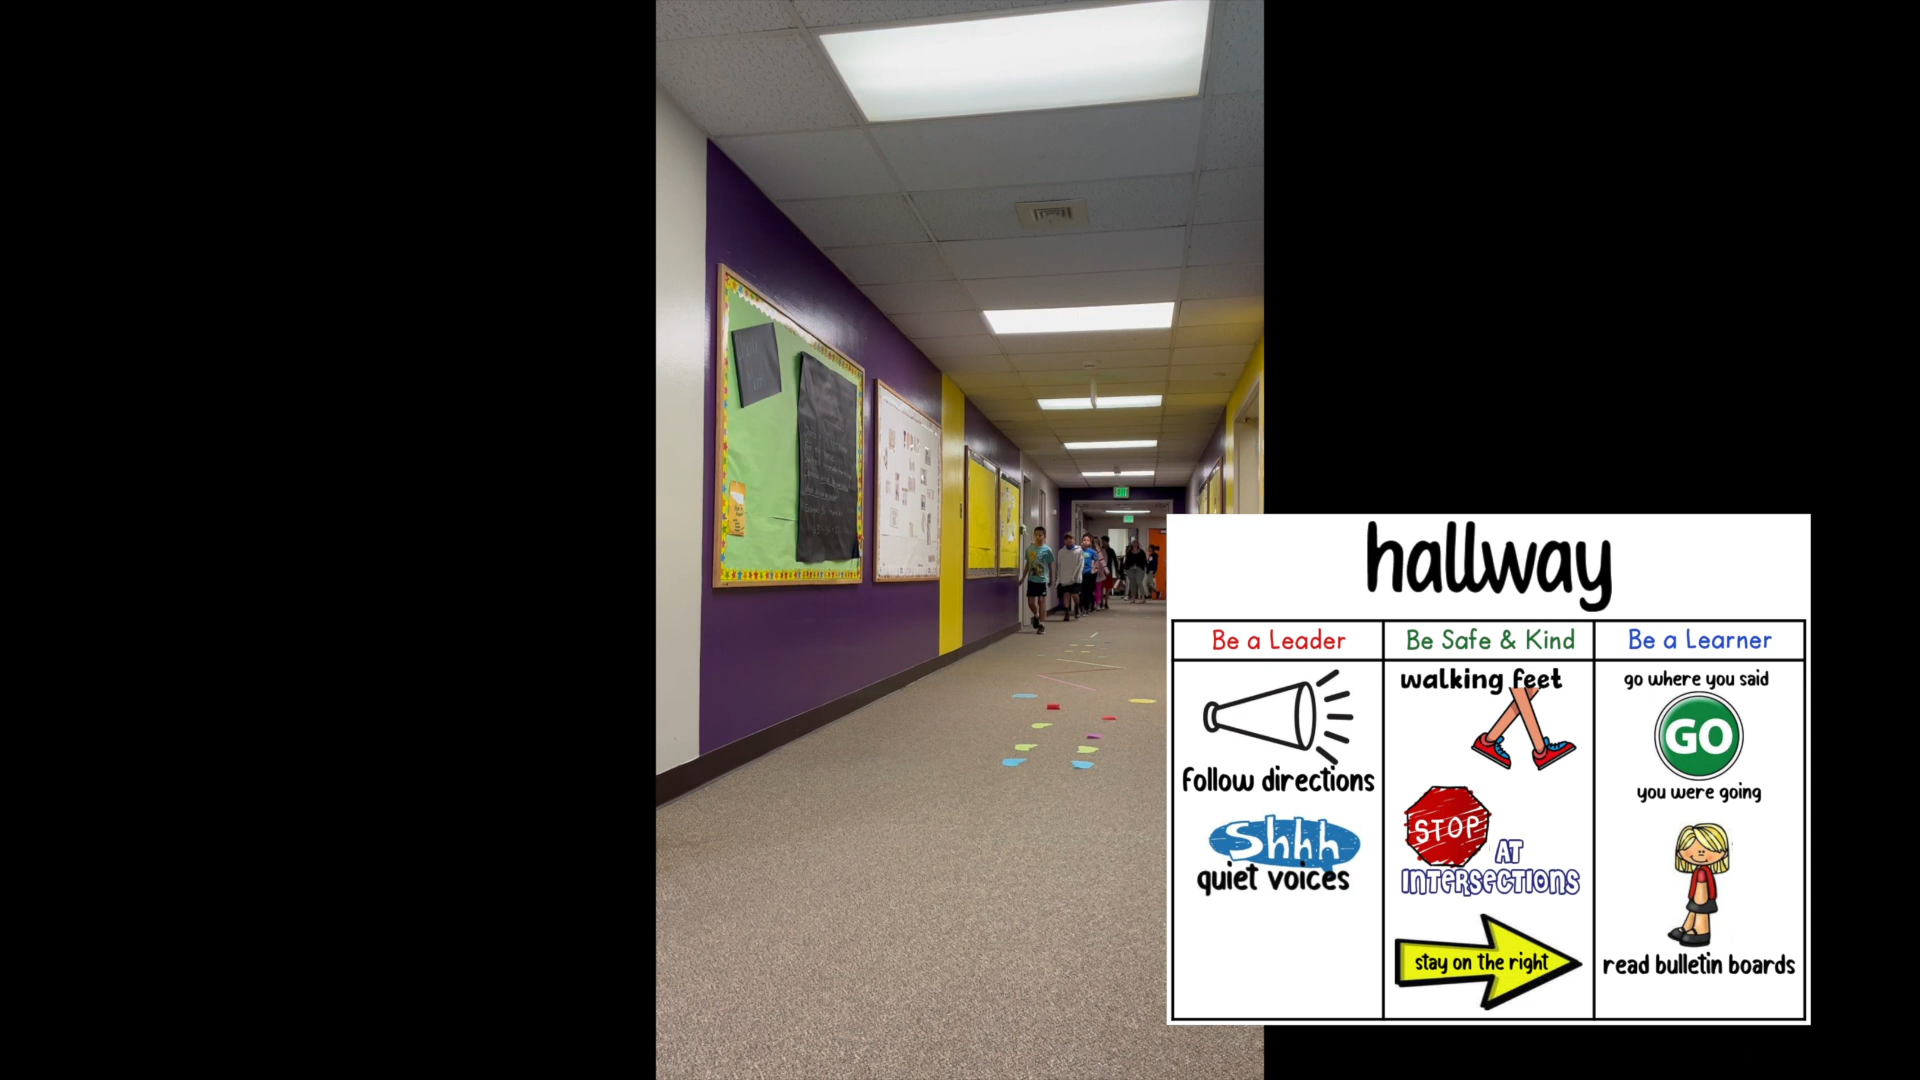 hallway
Be a Leader
Be Safe & Kind
Be a Learner
follow directions
Shhh
quiet voices
walking feet
STOP
AT
INTERSECTIONS
stay on the right
go where you said
GO
you were going
read bulletin boards